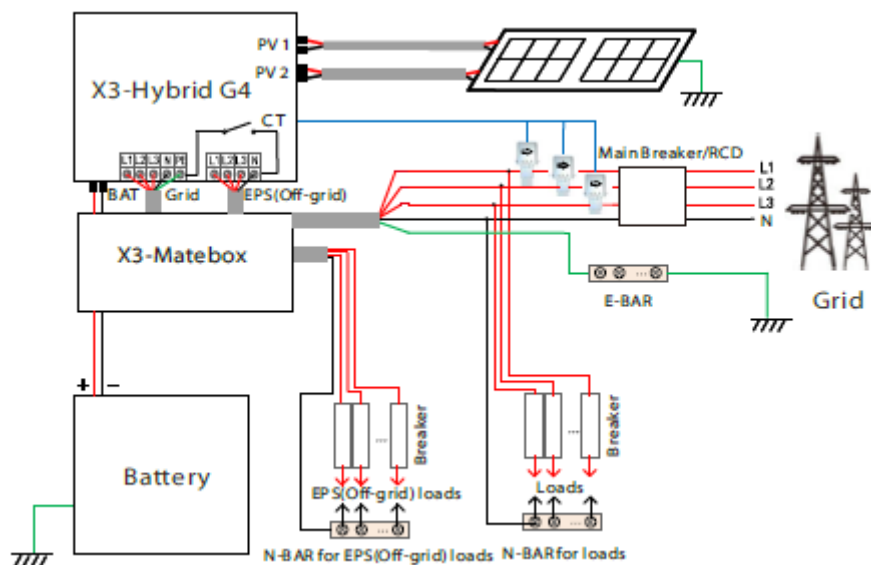 PV 1
PV 2
X3-Hybrid G4
CT
L1 L2 L3 N PE
L1 L2 L3 N
BAT Grid EPS(Off-grid)
Main Breaker/RCD
L1
L2
L3
N
X3-Matebox
E-BAR
Grid
+ −
Battery
...
Breaker
...
Breaker
EPS(Off-grid) loads
Loads
N-BAR for EPS(Off-grid) loads
N-BAR for loads